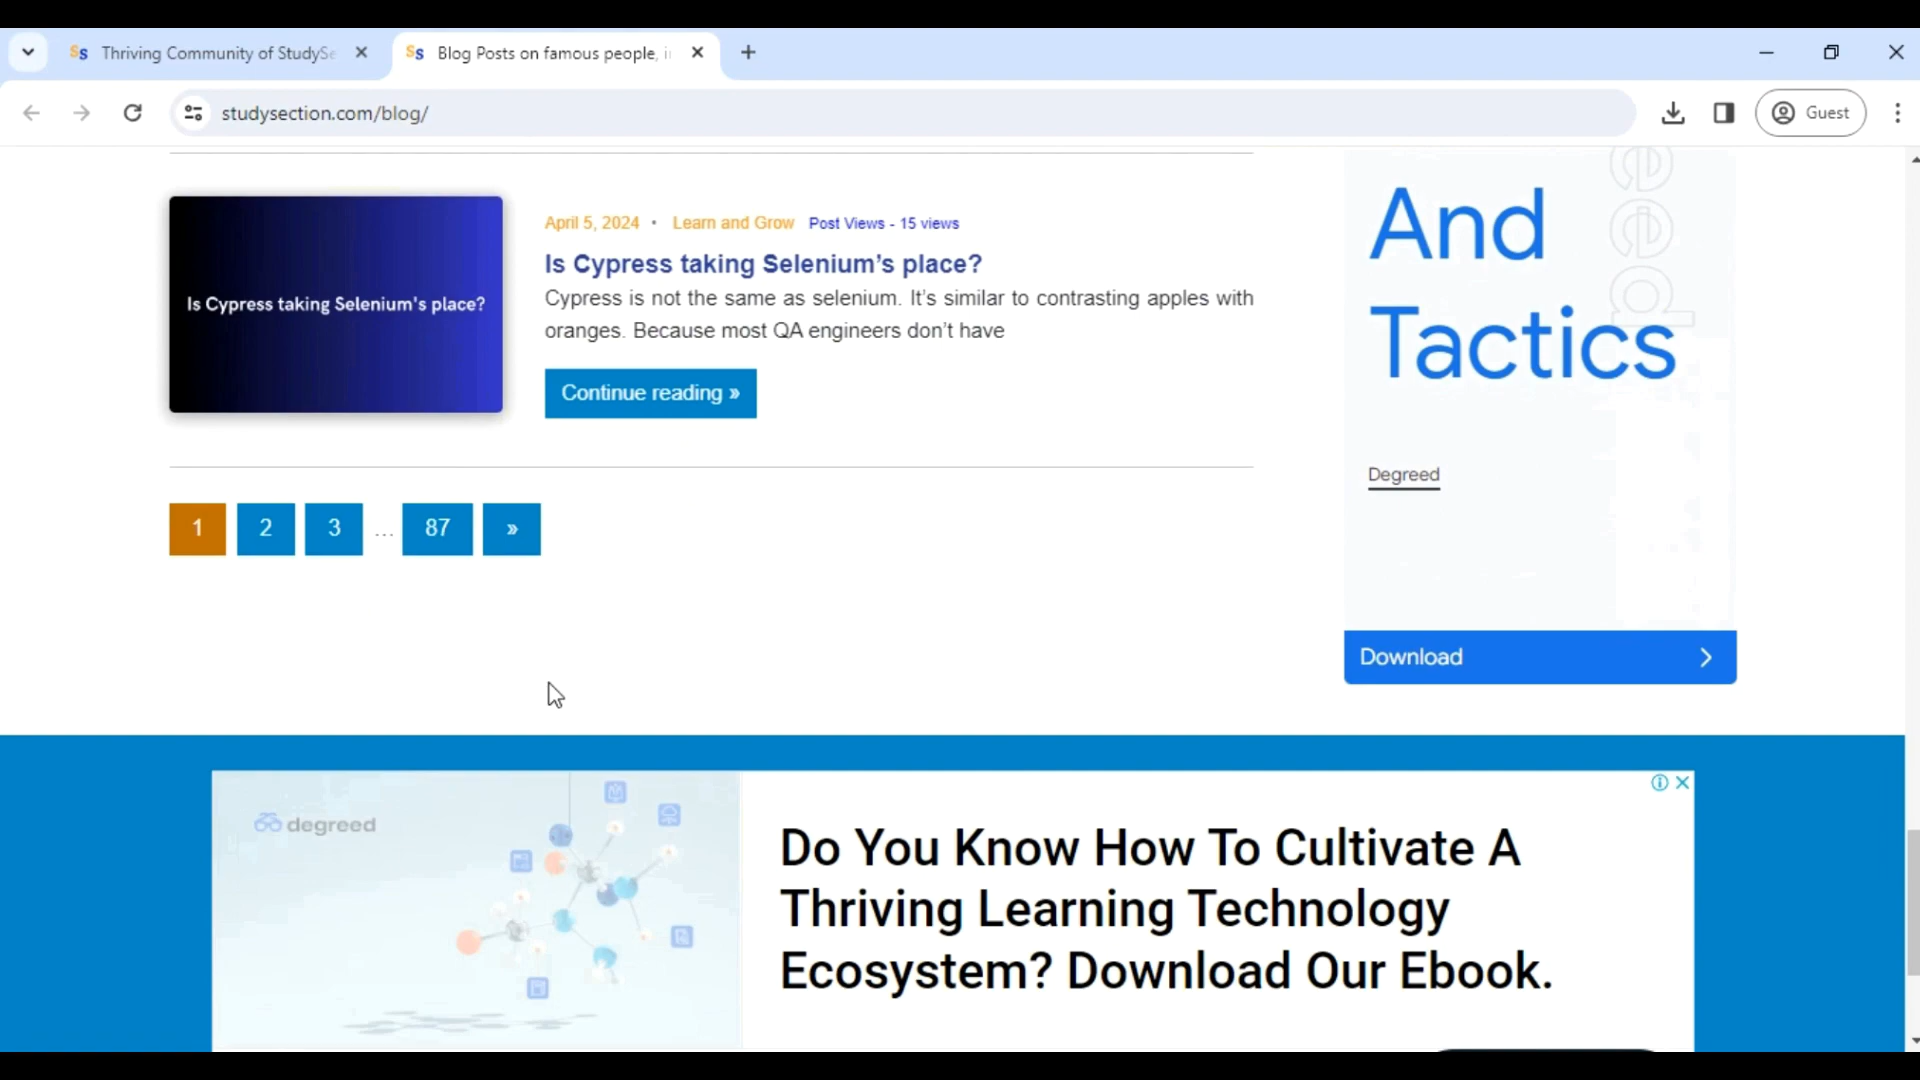 Thriving Community of StudySe
Blog Posts on famous people, i
studysection.com/blog/
Guest
Is Cypress taking Selenium's place?
April 5, 2024 • Learn and Grow Post Views - 15 views
Is Cypress taking Selenium’s place?
Cypress is not the same as selenium. It’s similar to contrasting apples with
oranges. Because most QA engineers don’t have
Continue reading »
1 2 3 ... 87 »
And
Tactics
Degreed
Download
degreed
Do You Know How To Cultivate A
Thriving Learning Technology
Ecosystem? Download Our Ebook.